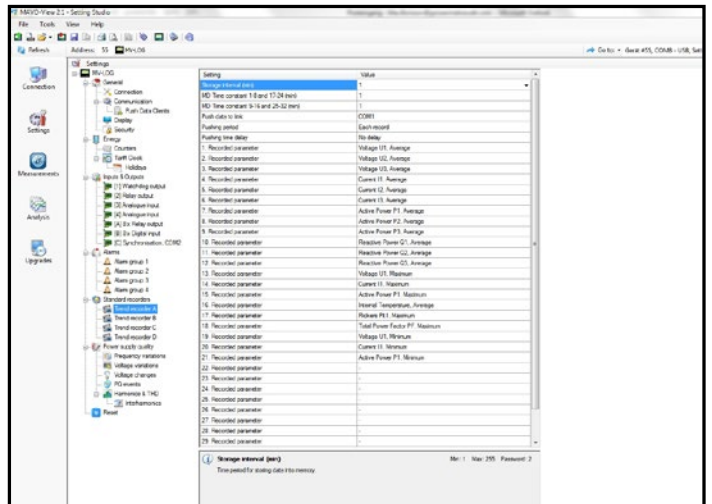 MAVO-View 2.1 - Setting Studio
File Tools View Help
Refresh Address: 55 MV-LOG
Go to:
Connection
Settings
Measurements
Analysis
Upgrades
Settings
MV-LOG
General
Connection
Communication
Push Data Clients
Display
Security
Energy
Counters
Tariff Clock
Holidays
Inputs & Outputs
[1] Watchdog output
[2] Relay output
[3] Analogue input
[4] Analogue input
[A] 8x Relay output
[B] 8x Digital input
[C] Synchronisation, COM2
Alarms
Alarm group 1
Alarm group 2
Alarm group 3
Alarm group 4
Standard recorders
Trend recorder A
Trend recorder B
Trend recorder C
Trend recorder D
Power supply quality
Frequency variations
Voltage variations
Voltage changes
PQ events
Harmonics & THD
Interharmonics
Reset
Setting Value
Storage interval (min) 1
MD Time constant 1-8 and 17-24 (min) 1
MD Time constant 9-16 and 25-32 (min) 1
Push data to link COM1
Pushing period Each record
Pushing time delay No delay
1. Recorded parameter Voltage U1, Average
2. Recorded parameter Voltage U2, Average
3. Recorded parameter Voltage U3, Average
4. Recorded parameter Current I1, Average
5. Recorded parameter Current I2, Average
6. Recorded parameter Current I3, Average
7. Recorded parameter Active Power P1, Average
8. Recorded parameter Active Power P2, Average
9. Recorded parameter Active Power P3, Average
10. Recorded parameter Reactive Power Q1, Average
11. Recorded parameter Reactive Power Q2, Average
12. Recorded parameter Reactive Power Q3, Average
13. Recorded parameter Voltage U1, Maximum
14. Recorded parameter Current I1, Maximum
15. Recorded parameter Active Power P1, Maximum
16. Recorded parameter Internal Temperature, Average
17. Recorded parameter Flickers Plt1, Maximum
18. Recorded parameter Total Power Factor PF, Maximum
19. Recorded parameter Voltage U1, Minimum
20. Recorded parameter Current I1, Minimum
21. Recorded parameter Active Power P1, Minimum
22. Recorded parameter -
23. Recorded parameter -
24. Recorded parameter -
25. Recorded parameter -
26. Recorded parameter -
27. Recorded parameter -
28. Recorded parameter -
29. Recorded parameter -
Storage interval (min) Min: 1 Max: 255 Password: 2
Time period for storing data into memory.